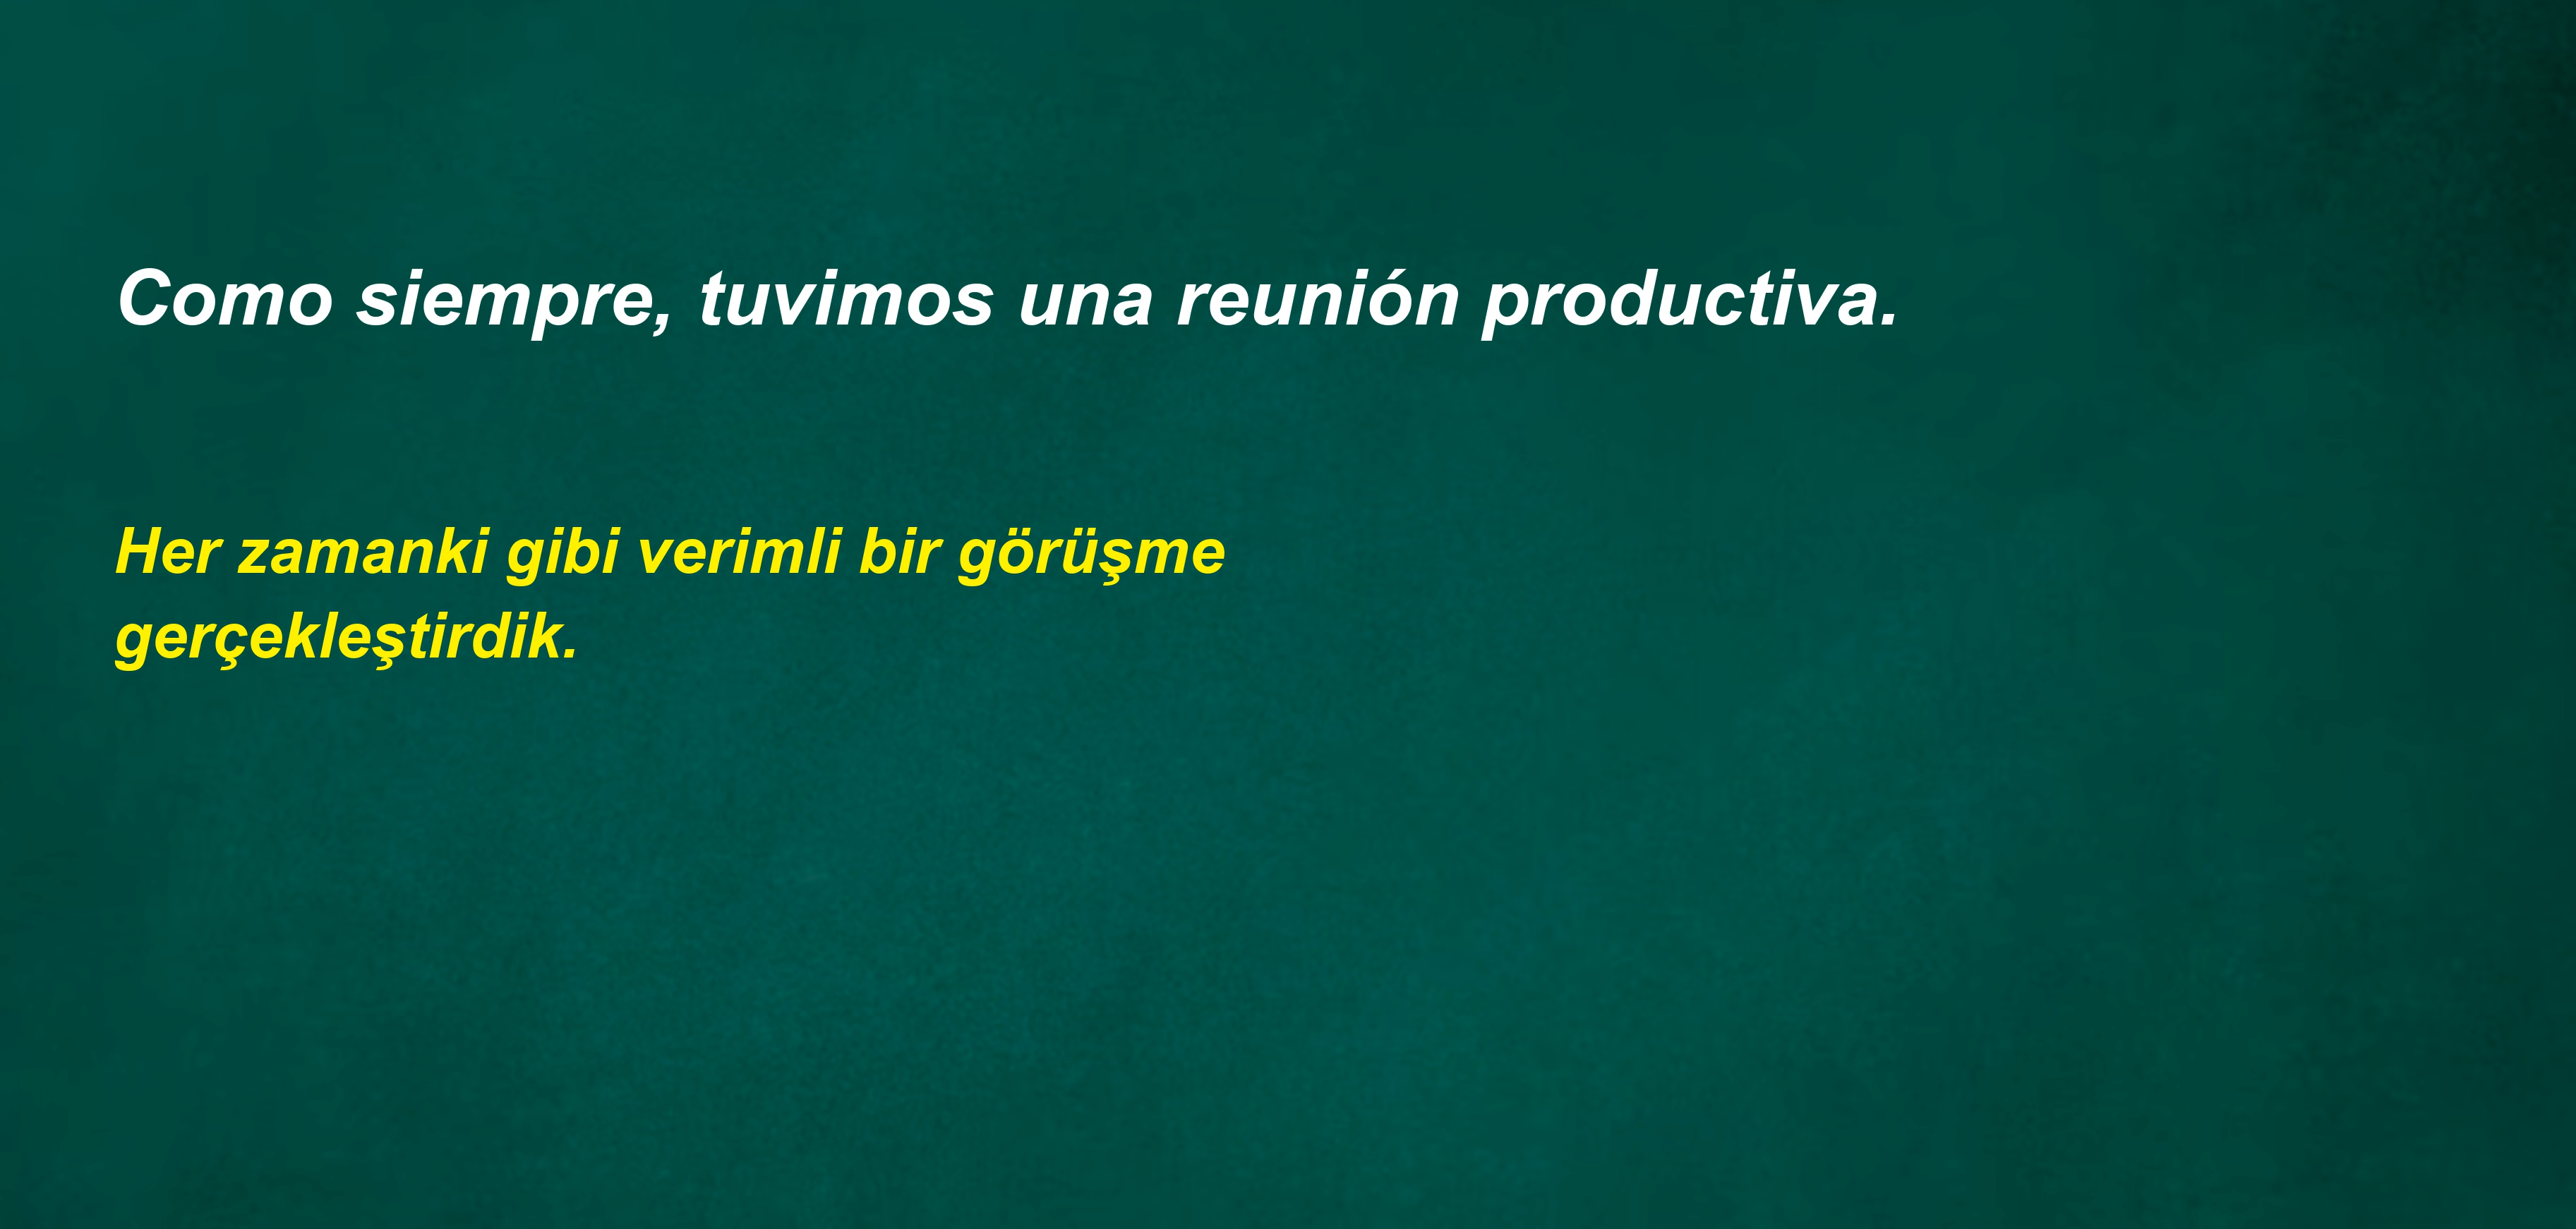 Como siempre, tuvimos una reunión productiva.
Her zamanki gibi verimli bir görüşme
gerçekleştirdik.